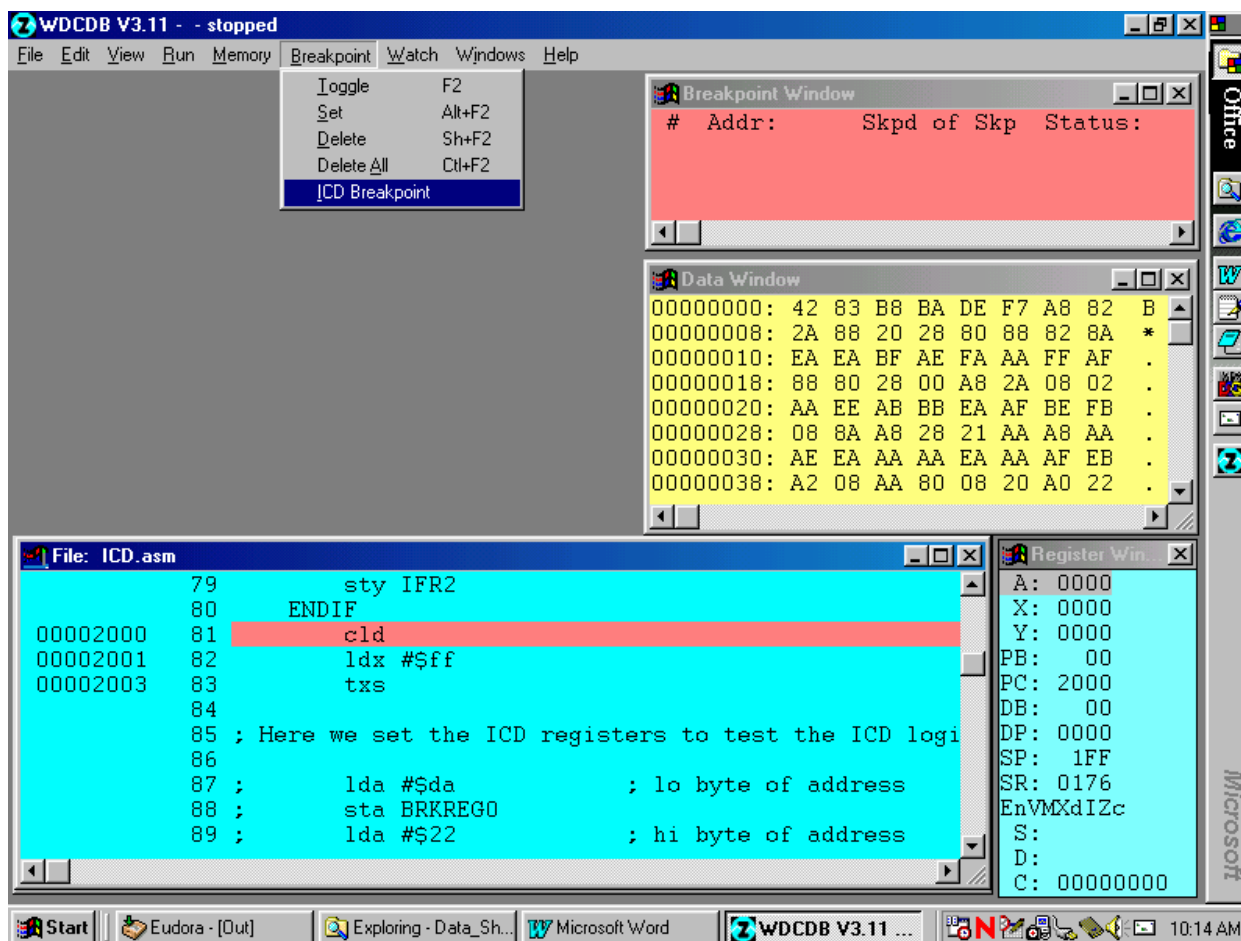 WDCDB V3.11 - - stopped
File Edit View Run Memory Breakpoint Watch Windows Help
Toggle F2
Set Alt+F2
Delete Sh+F2
Delete All Ctl+F2
ICD Breakpoint
Breakpoint Window
# Addr: Skpd of Skp Status:
Data Window
00000000: 42 83 B8 BA DE F7 A8 82 B
00000008: 2A 88 20 28 80 88 82 8A *
00000010: EA EA BF AE FA AA FF AF .
00000018: 88 80 28 00 A8 2A 08 02 .
00000020: AA EE AB BB EA AF BE FB .
00000028: 08 8A A8 28 21 AA A8 AA .
00000030: AE EA AA AA EA AA AF EB .
00000038: A2 08 AA 80 08 20 A0 22 .
File: ICD.asm
79 sty IFR2
80 ENDIF
00002000 81 cld
00002001 82 ldx #$ff
00002003 83 txs
84
85 ; Here we set the ICD registers to test the ICD logi
86
87 ; lda #$da ; lo byte of address
88 ; sta BRKREG0
89 ; lda #$22 ; hi byte of address
Register Win...
A: 0000
X: 0000
Y: 0000
PB: 00
PC: 2000
DB: 00
DP: 0000
SP: 1FF
SR: 0176
EnVMXdIZc
S:
D:
C: 00000000
Office
Microsoft
Start
Eudora - [Out]
Exploring - Data_Sh...
Microsoft Word
WDCDB V3.11 ...
N
10:14 AM